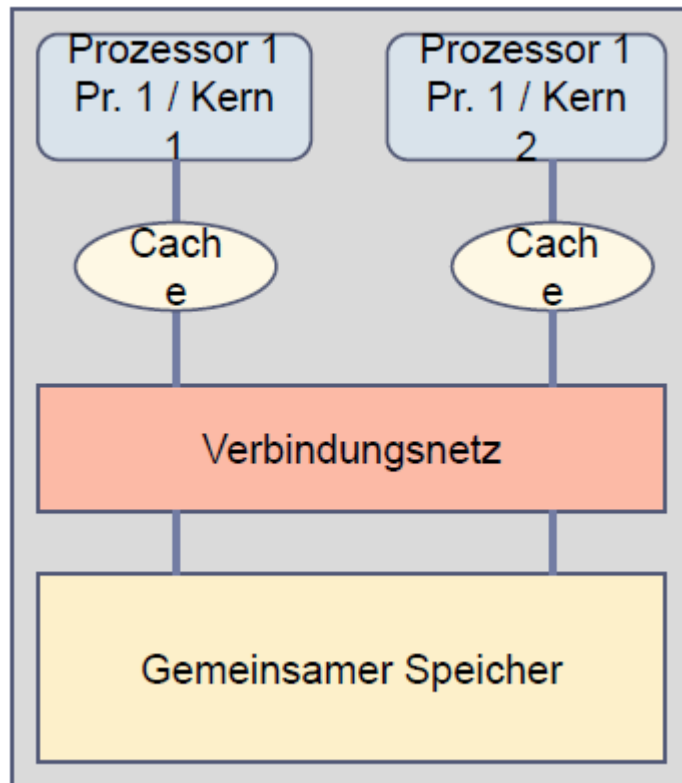 Prozessor 1
Pr. 1 / Kern
1
Prozessor 1
Pr. 1 / Kern
2
Cach
e
Cach
e
Verbindungsnetz
Gemeinsamer Speicher